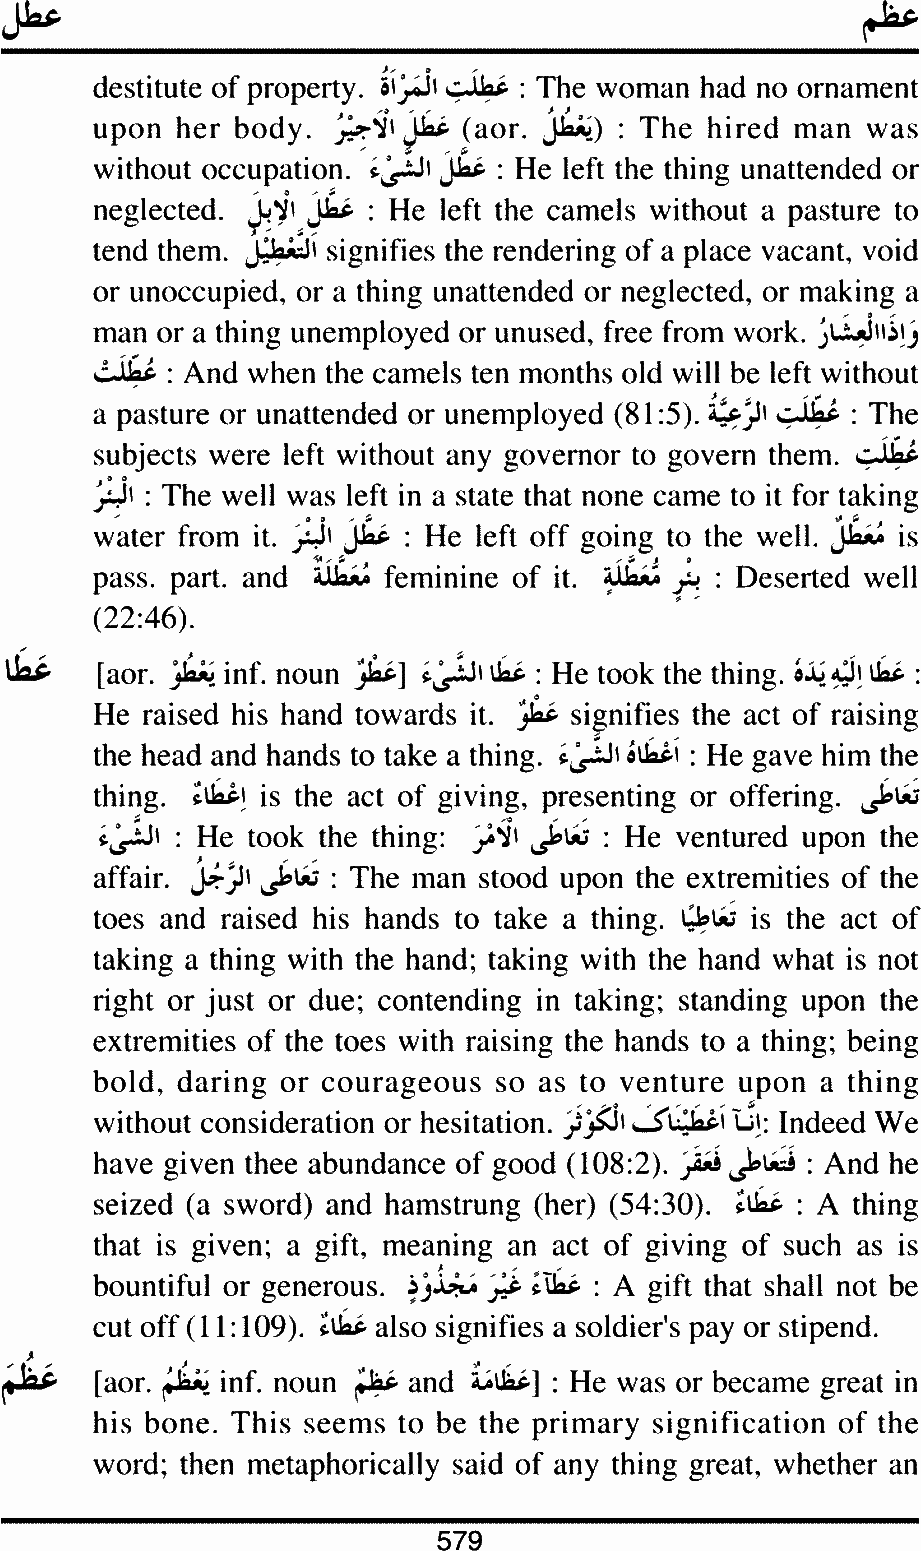 عطل عظم
destitute of property. عَطِلَتِ الْمَرْاَةُ : The woman had no ornament
upon her body. عَطَلَ الْاَجِيْرُ (aor. يَعْطُلُ) : The hired man was
without occupation. عَطَّلَ الشَّیْءَ : He left the thing unattended or
neglected. عَطَّلَ الْاِبِلَ : He left the camels without a pasture to
tend them. اَلتَّعْطِيْلُ signifies the rendering of a place vacant, void
or unoccupied, or a thing unattended or neglected, or making a
man or a thing unemployed or unused, free from work. وَاِذَاالْعِشَارُ
عُطِّلَتْ : And when the camels ten months old will be left without
a pasture or unattended or unemployed (81:5). عُطِّلَتِ الرَّعِيَّةُ : The
subjects were left without any governor to govern them. عُطِّلَتِ
الْبِئْرُ : The well was left in a state that none came to it for taking
water from it. عَطَّلَ الْبِئْرَ : He left off going to the well. مُعَطَّلٌ is
pass. part. and مُعَطَّلَةٌ feminine of it. بِئْرٍ مُّعَطَّلَةٍ : Deserted well
(22:46).
عَطَا [aor. يَعْطُوْ inf. noun عَطْوٌ] عَطَا الشَّیْءَ : He took the thing. عَطَا اِلَيْهِ يَدَهٗ :
He raised his hand towards it. عَطْوٌ signifies the act of raising
the head and hands to take a thing. اَعْطَاهُ الشَّیْءَ : He gave him the
thing. اِعْطَاءٌ is the act of giving, presenting or offering. تَعَاطٰى
الشَّیْءَ : He took the thing: تَعَاطَى الْاَمْرَ : He ventured upon the
affair. تَعَاطَى الرَّجُلُ : The man stood upon the extremities of the
toes and raised his hands to take a thing. تَعَاطِيًا is the act of
taking a thing with the hand; taking with the hand what is not
right or just or due; contending in taking; standing upon the
extremities of the toes with raising the hands to a thing; being
bold, daring or courageous so as to venture upon a thing
without consideration or hesitation. اِنَّآ اَعْطَيْنَاکَ الْكَوْثَرَ: Indeed We
have given thee abundance of good (108:2). فَتَعَاطٰى فَعَقَرَ : And he
seized (a sword) and hamstrung (her) (54:30). عَطَاءٌ : A thing
that is given; a gift, meaning an act of giving of such as is
bountiful or generous. عَطَآءً غَيْرَ مَجْذُوْذٍ : A gift that shall not be
cut off (11:109). عَطَاءٌ also signifies a soldier's pay or stipend.
عَظُمَ [aor. يَعْظُمُ inf. noun عَظِمٌ and عَظَامَةٌ] : He was or became great in
his bone. This seems to be the primary signification of the
word; then metaphorically said of any thing great, whether an
579